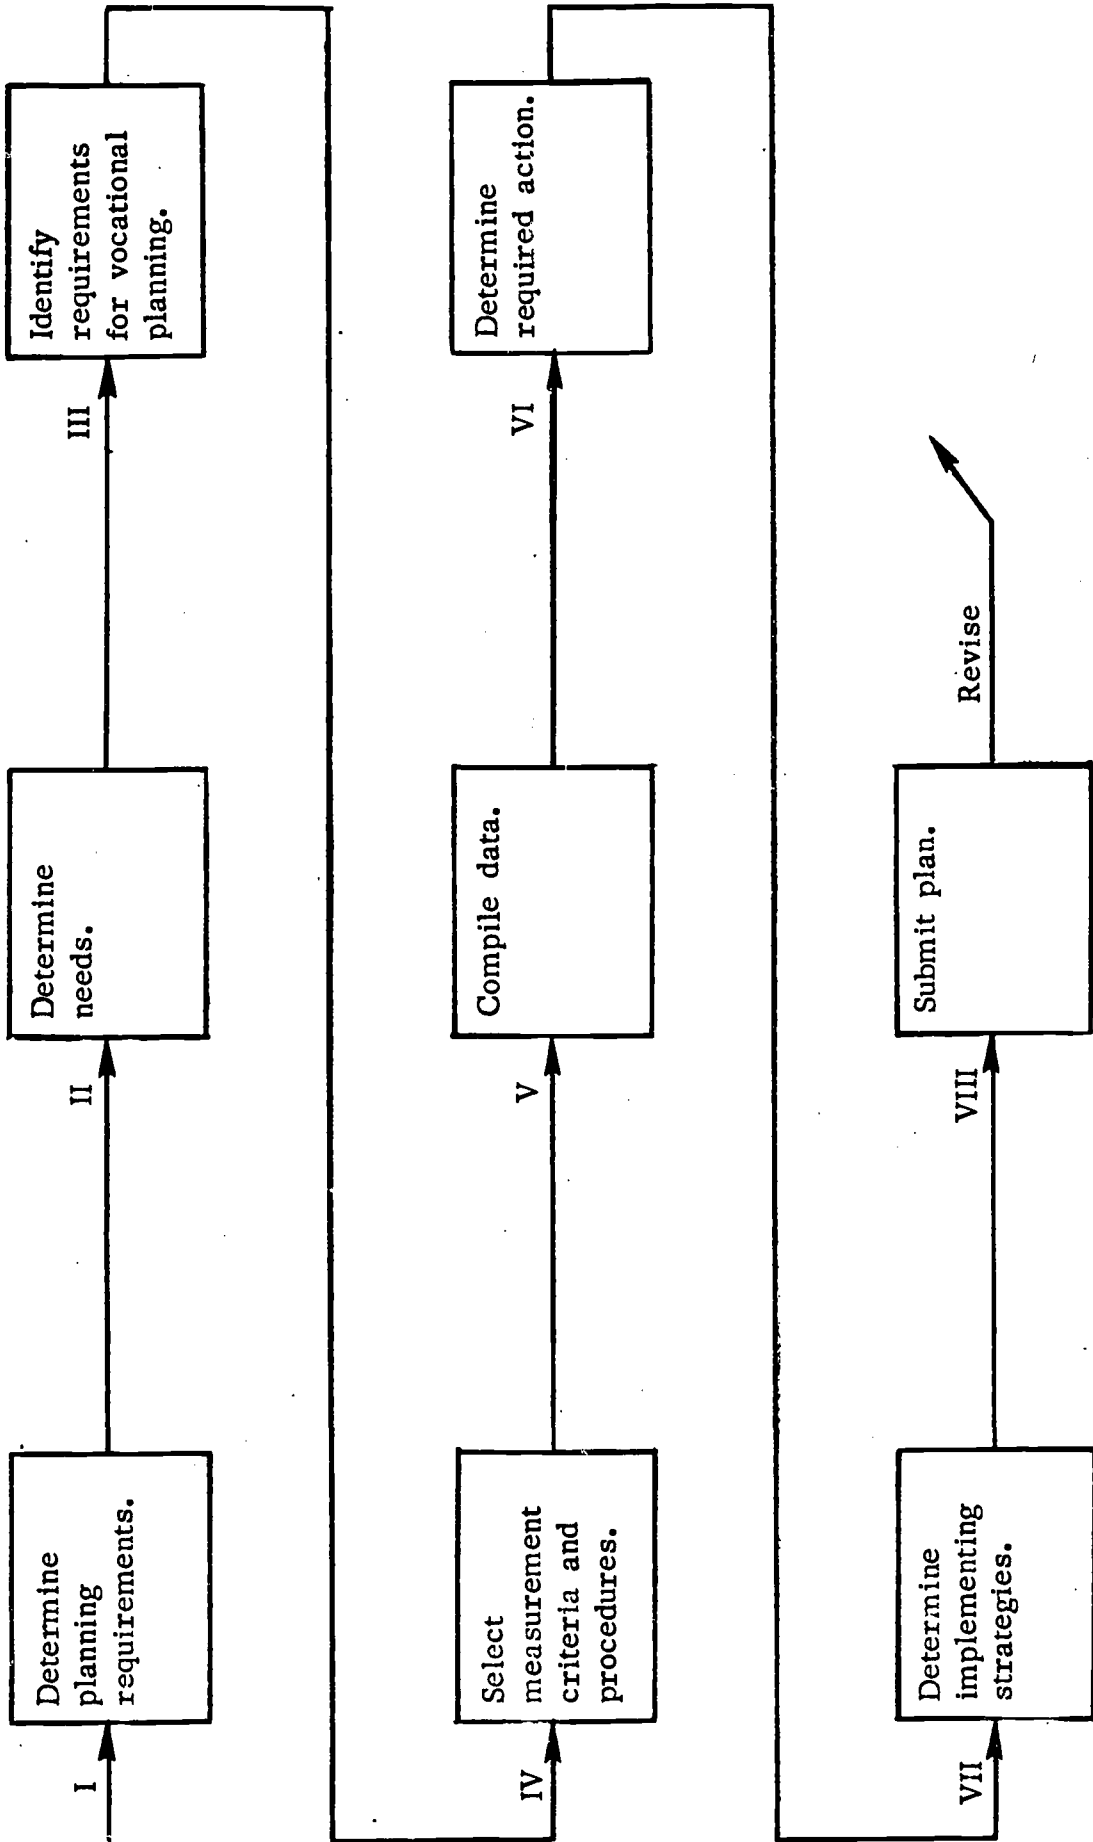 I
Determine
planning
requirements.
II
Determine
needs.
III
Identify
requirements
for vocational
planning.
IV
Select
measurement
criteria and
procedures.
V
Compile data.
VI
Determine
required action.
VII
Determine
implementing
strategies.
VIII
Submit plan.
Revise